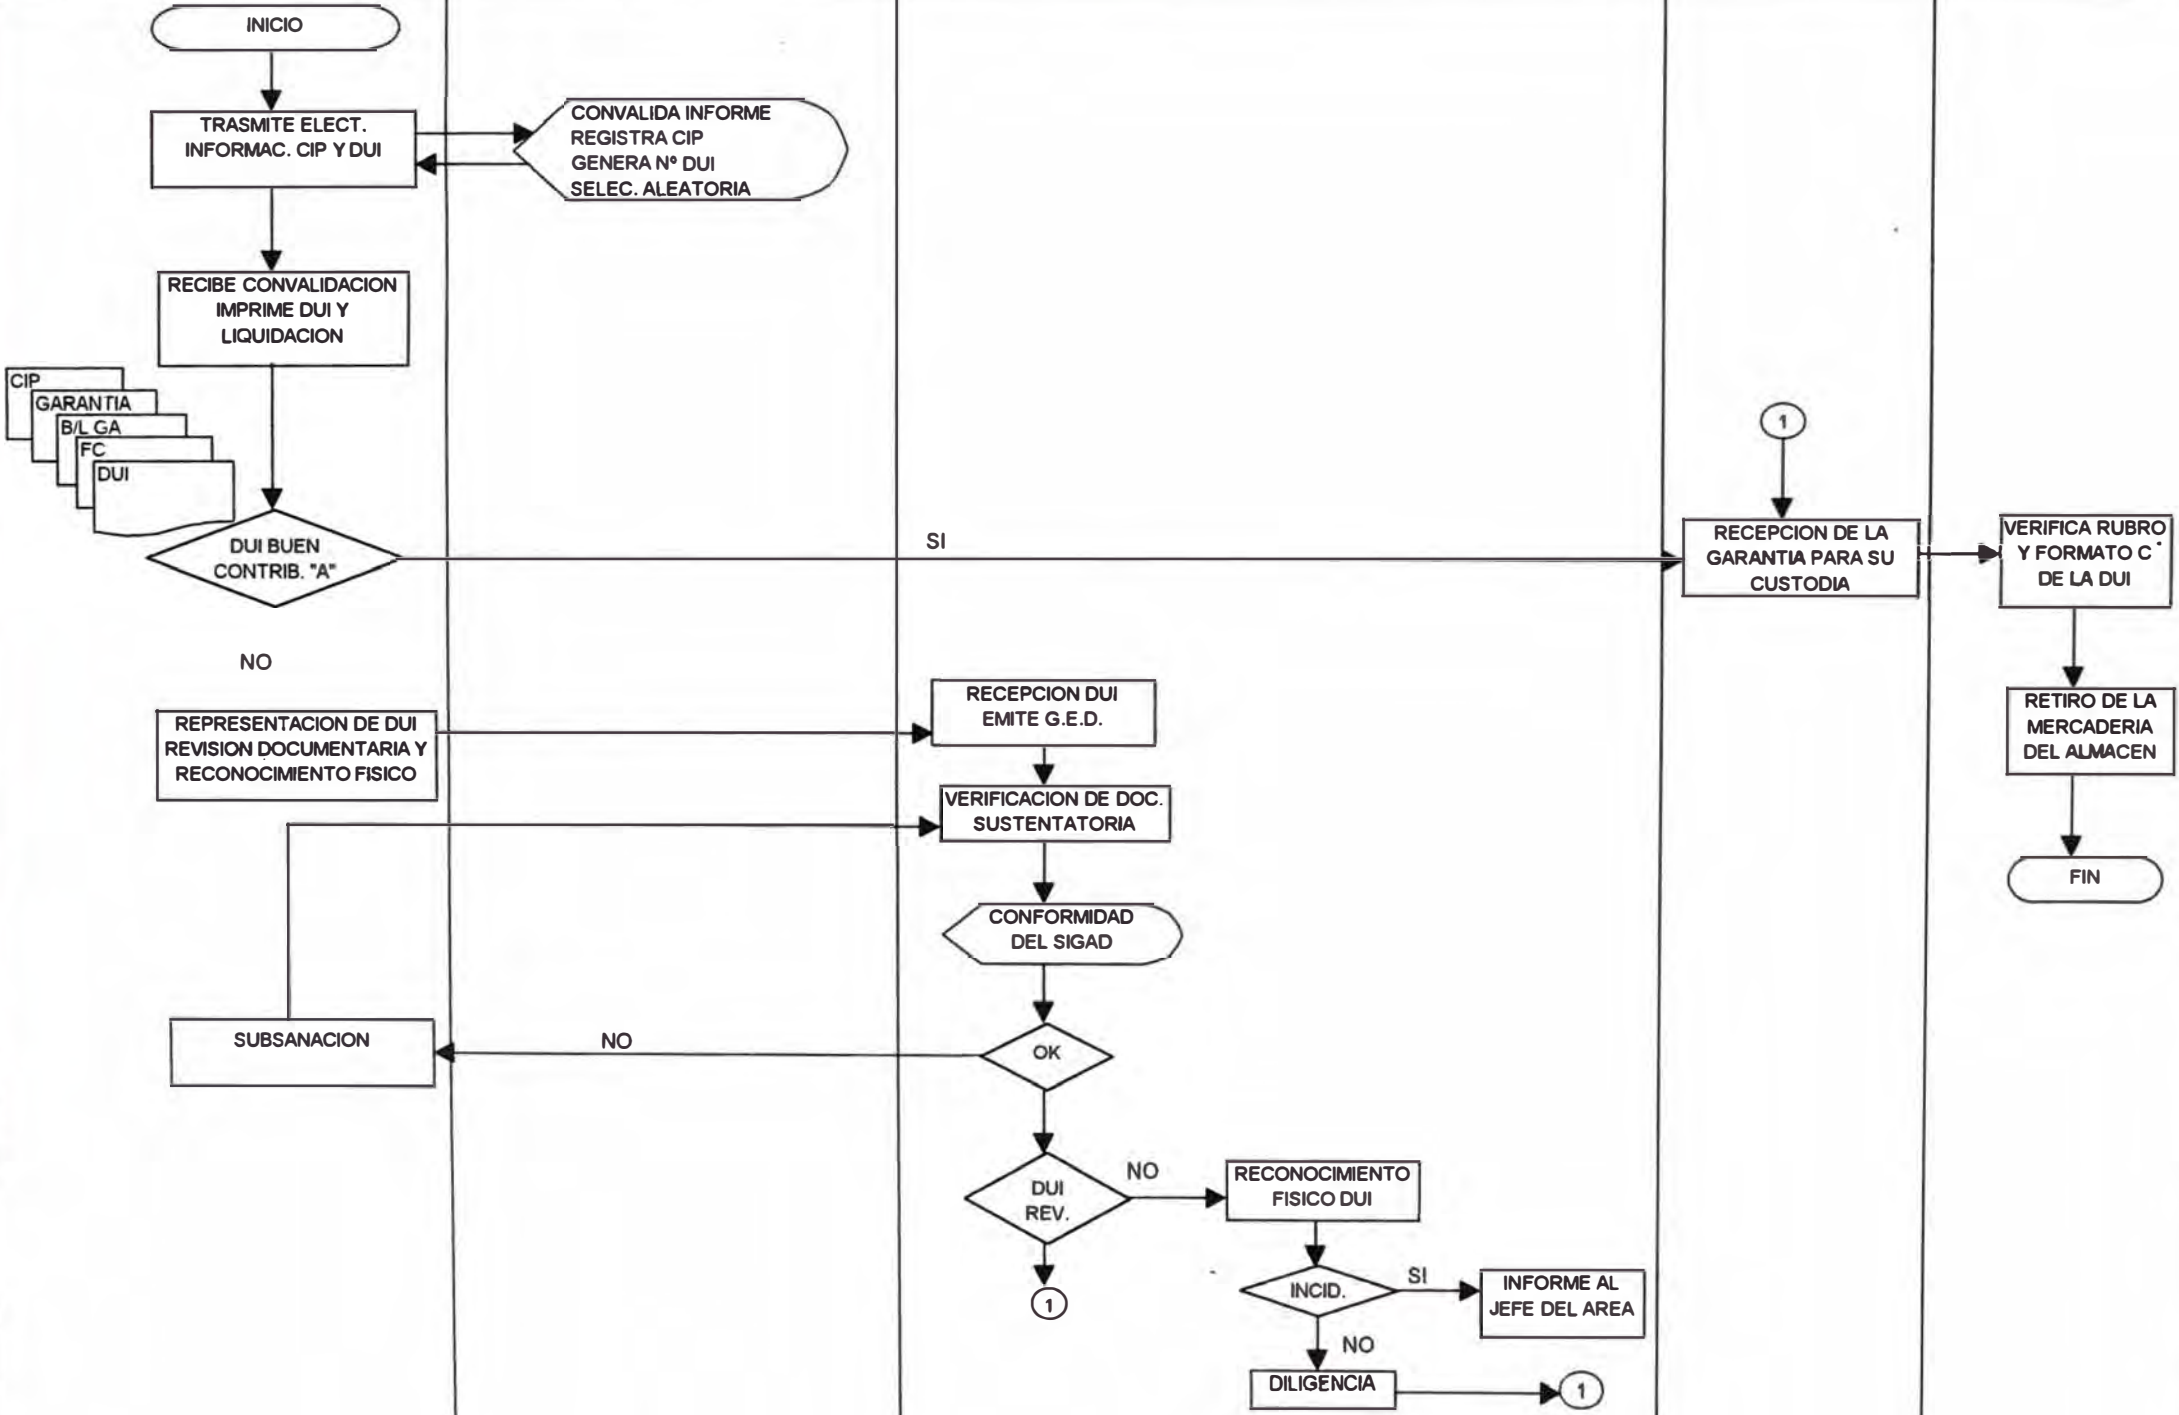 INICIO
TRASMITE ELECT.
INFORMAC. CIP Y DUI
CONVALIDA INFORME
REGISTRA CIP
GENERA Nº DUI
SELEC. ALEATORIA
RECIBE CONVALIDACION
IMPRIME DUI Y
LIQUIDACION
CIP
GARANTIA
B/L GA
FC
DUI
DUI BUEN
CONTRIB. "A"
SI
1
RECEPCION DE LA
GARANTIA PARA SU
CUSTODIA
VERIFICA RUBRO
Y FORMATO C
DE LA DUI
NO
REPRESENTACION DE DUI
REVISION DOCUMENTARIA Y
RECONOCIMIENTO FISICO
RECEPCION DUI
EMITE G.E.D.
RETIRO DE LA
MERCADERIA
DEL ALMACEN
VERIFICACION DE DOC.
SUSTENTATORIA
FIN
CONFORMIDAD
DEL SIGAD
SUBSANACION
NO
OK
DUI
REV.
NO
RECONOCIMIENTO
FISICO DUI
1
INCID.
SI
INFORME AL
JEFE DEL AREA
NO
DILIGENCIA
1